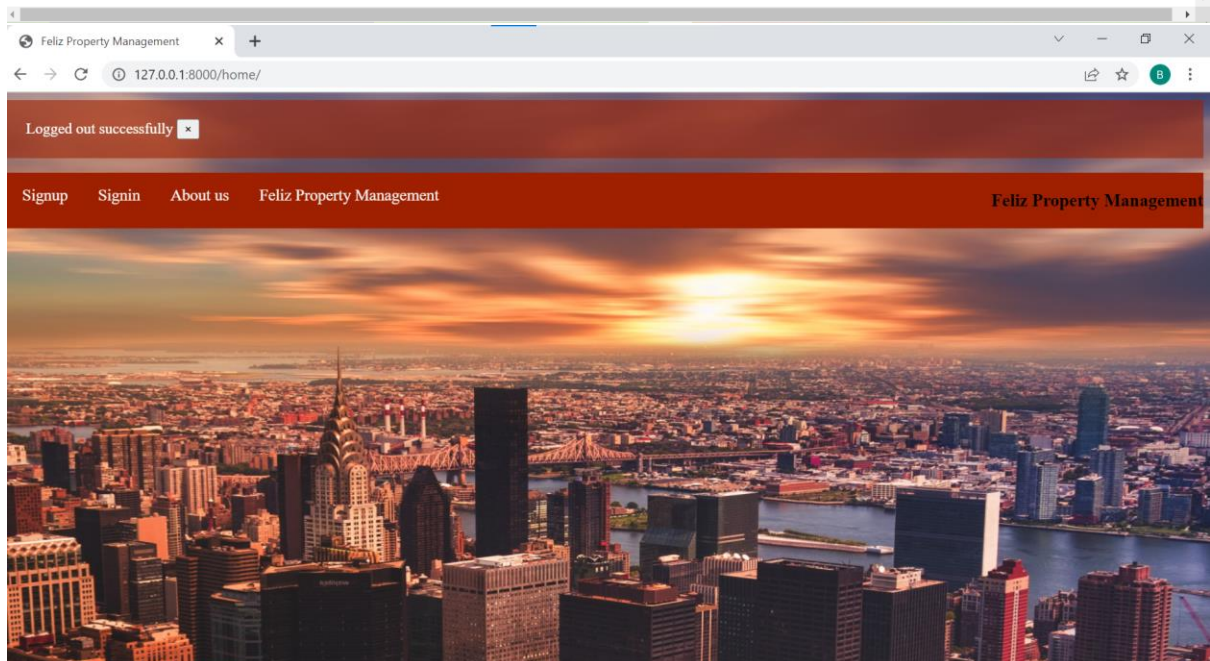 Feliz Property Management
127.0.0.1:8000/home/
B
Logged out successfully ×
Signup Signin About us Feliz Property Management Feliz Property Management